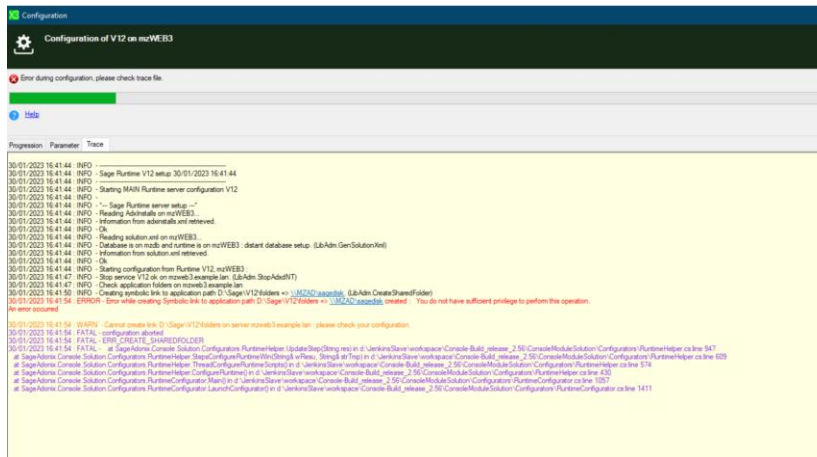 X3 Configuration
Configuration of V12 on mzWEB3
Error during configuration, please check trace file.
Help
Progression Parameter Trace
30/01/2023 16:41:44 : INFO - ------------------------------------------------
30/01/2023 16:41:44 : INFO - Sage Runtime V12 setup 30/01/2023 16:41:44
30/01/2023 16:41:44 : INFO - ------------------------------------------------
30/01/2023 16:41:44 : INFO - Starting MAIN Runtime server configuration V12
30/01/2023 16:41:44 : INFO -
30/01/2023 16:41:44 : INFO - "-- Sage Runtime server setup --"
30/01/2023 16:41:44 : INFO - Reading AdxInstalls on mzWEB3...
30/01/2023 16:41:44 : INFO - Information from adxinstalls.xml retrieved.
30/01/2023 16:41:44 : INFO - Ok
30/01/2023 16:41:44 : INFO - Reading solution.xml on mzWEB3...
30/01/2023 16:41:44 : INFO - Database is on mzdb and runtime is on mzWEB3 : distant database setup. (LibAdm.GenSolutionXml)
30/01/2023 16:41:44 : INFO - Information from solution.xml retrieved.
30/01/2023 16:41:44 : INFO - Ok
30/01/2023 16:41:44 : INFO - Starting configuration from Runtime V12, mzWEB3 :
30/01/2023 16:41:47 : INFO - Stop service V12 ok on mzweb3.example.lan. (LibAdm.StopAdxdNT)
30/01/2023 16:41:47 : INFO - Check application folders on mzweb3.example.lan
30/01/2023 16:41:50 : INFO - Creating symbolic link to application path D:\Sage\V12\folders => \\MZAD\sagedisk. (LibAdm.CreateSharedFolder)
30/01/2023 16:41:54 : ERROR - Error while creating Symbolic link to application path D:\Sage\V12\folders => \\MZAD\sagedisk created : You do not have sufficient privilege to perform this operation.
An error occurred
30/01/2023 16:41:54 : WARN - Cannot create link D:\Sage\V12\folders on server mzweb3.example.lan : please check your configuration.
30/01/2023 16:41:54 : FATAL - configuration aborted
30/01/2023 16:41:54 : FATAL - ERR_CREATE_SHAREDFOLDER
30/01/2023 16:41:54 : FATAL - at SageAdonix.Console.Solution.Configurators.RuntimeHelper.UpdateStep(String res) in d:\JenkinsSlave\workspace\Console-Build_release_2.56\ConsoleModuleSolution\Configurators\RuntimeHelper.cs:line 947
at SageAdonix.Console.Solution.Configurators.RuntimeHelper.StepsConfigureRuntimeWin(String& wResu, String& strTmp) in d:\JenkinsSlave\workspace\Console-Build_release_2.56\ConsoleModuleSolution\Configurators\RuntimeHelper.cs:line 609
at SageAdonix.Console.Solution.Configurators.RuntimeHelper.ThreadConfigureRuntimeScripts() in d:\JenkinsSlave\workspace\Console-Build_release_2.56\ConsoleModuleSolution\Configurators\RuntimeHelper.cs:line 574
at SageAdonix.Console.Solution.Configurators.RuntimeHelper.ConfigureRuntime() in d:\JenkinsSlave\workspace\Console-Build_release_2.56\ConsoleModuleSolution\Configurators\RuntimeHelper.cs:line 430
at SageAdonix.Console.Solution.Configurators.RuntimeConfigurator.Main() in d:\JenkinsSlave\workspace\Console-Build_release_2.56\ConsoleModuleSolution\Configurators\RuntimeConfigurator.cs:line 1057
at SageAdonix.Console.Solution.Configurators.RuntimeConfigurator.LaunchConfigurator() in d:\JenkinsSlave\workspace\Console-Build_release_2.56\ConsoleModuleSolution\Configurators\RuntimeConfigurator.cs:line 1411